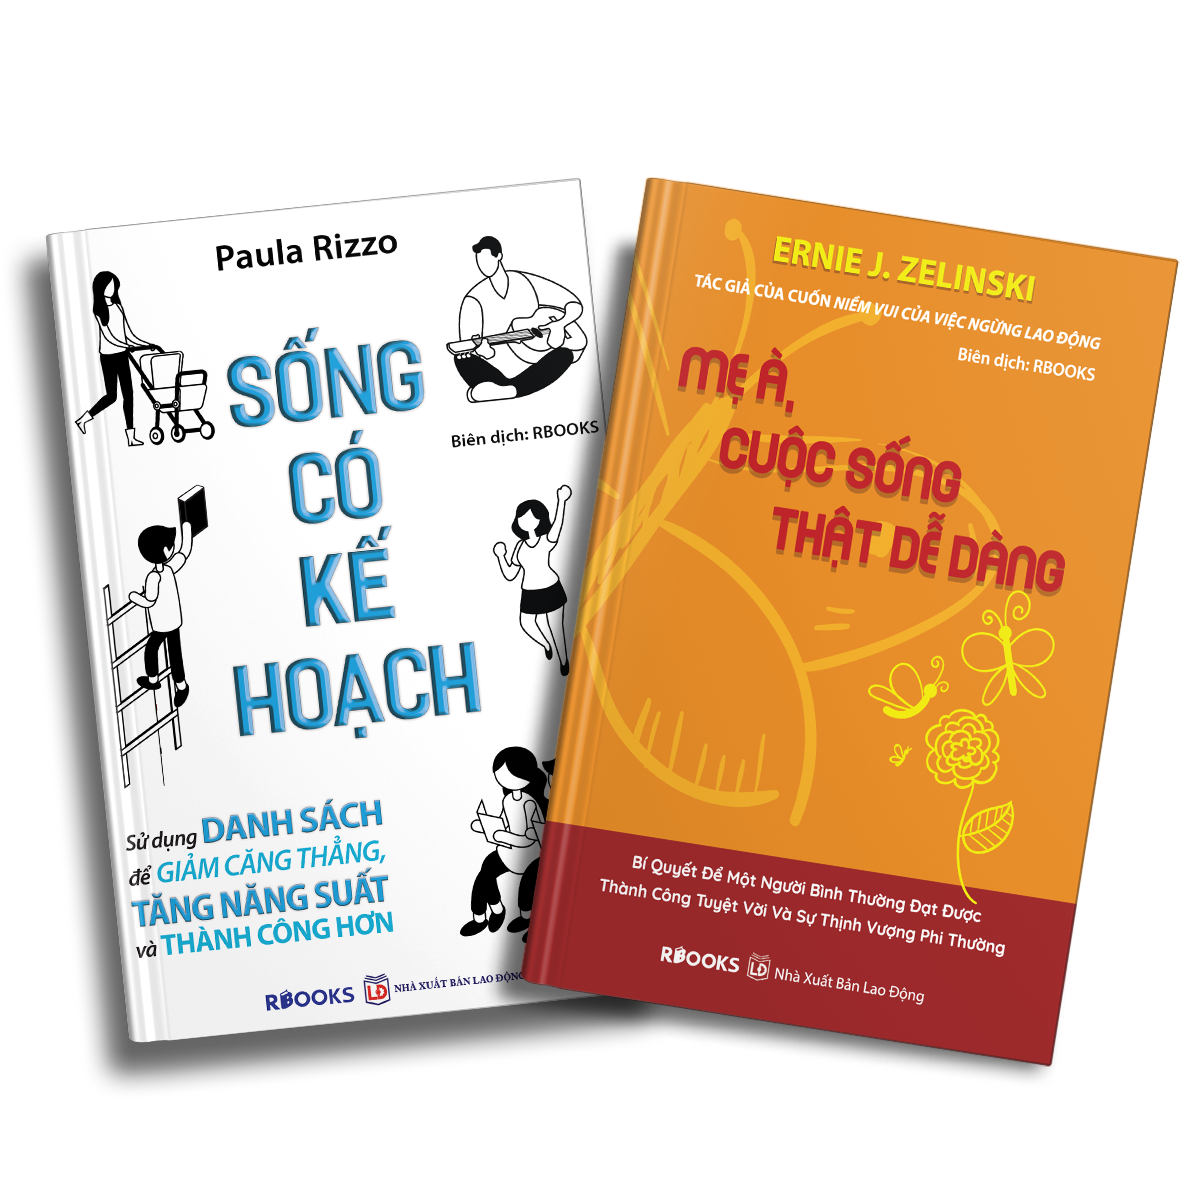 Paula Rizzo
SỐNG
CÓ
KẾ
HOẠCH
Biên dịch: RBOOKS
Sử dụng DANH SÁCH
để GIẢM CĂNG THẲNG,
TĂNG NĂNG SUẤT
và THÀNH CÔNG HƠN
RBOOKS LĐ NHÀ XUẤT BẢN LAO ĐỘNG
ERNIE J. ZELINSKI
TÁC GIẢ CỦA CUỐN NIỀM VUI CỦA VIỆC NGỪNG LAO ĐỘNG
Biên dịch: RBOOKS
MẸ À,
CUỘC SỐNG
THẬT DỄ DÀNG
Bí Quyết Để Một Người Bình Thường Đạt Được
Thành Công Tuyệt Vời Và Sự Thịnh Vượng Phi Thường
RBOOKS LĐ Nhà Xuất Bản Lao Động